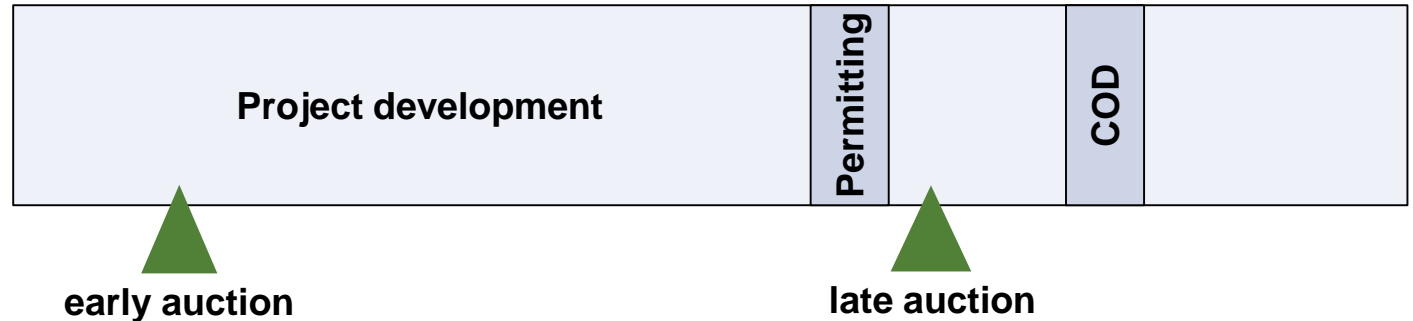 Project development
Permitting
COD
early auction
late auction